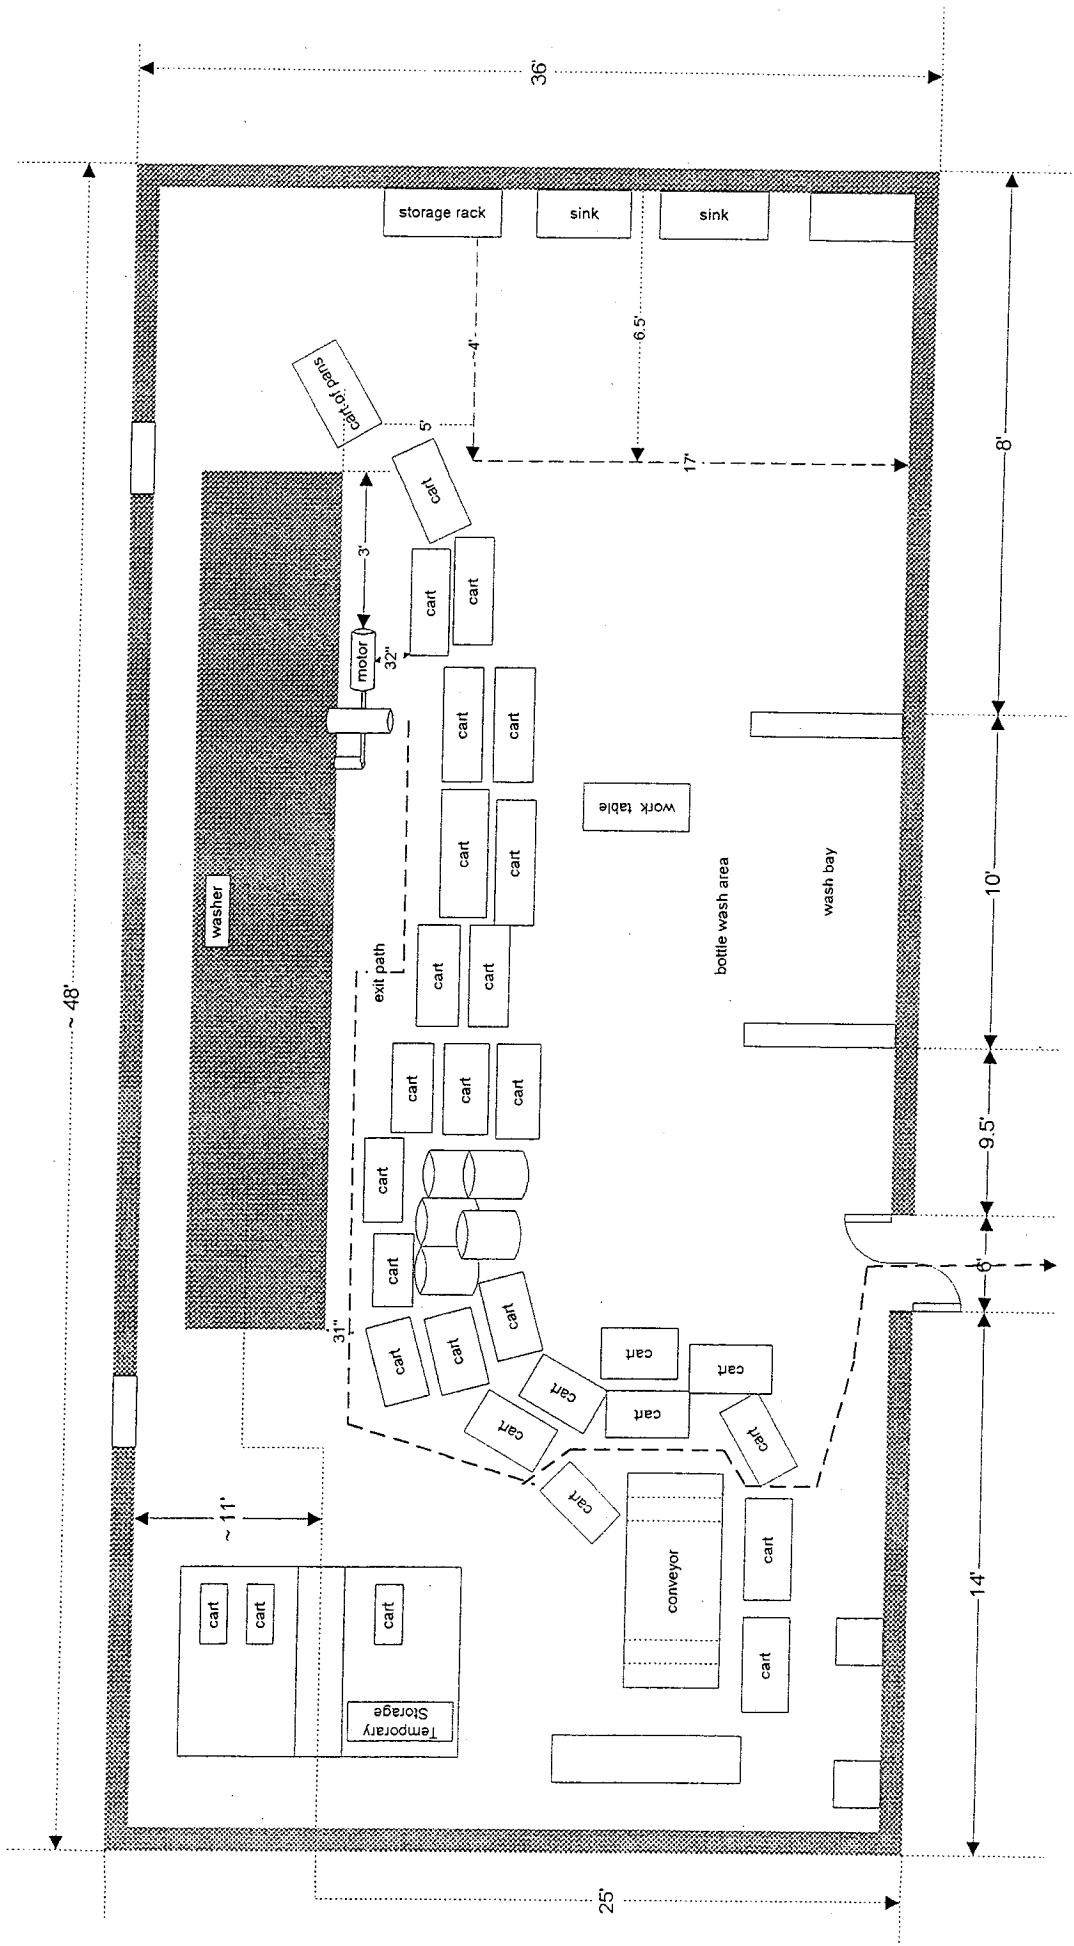 36'
storage rack
sink
sink
6.5'
~4'
cart of pans
5'
17'
8'
cart
3'
cart
cart
motor
32"
cart
cart
work table
washer
cart
cart
bottle wash area
wash bay
10'
exit path
cart
cart
~ 48'
cart
cart
cart
9.5'
cart
cart
6'
cart
31"
cart
cart
cart
cart
cart
cart
cart
cart
cart
~ 11'
cart
cart
cart
cart
conveyor
cart
14'
cart
Temporary
Storage
25'